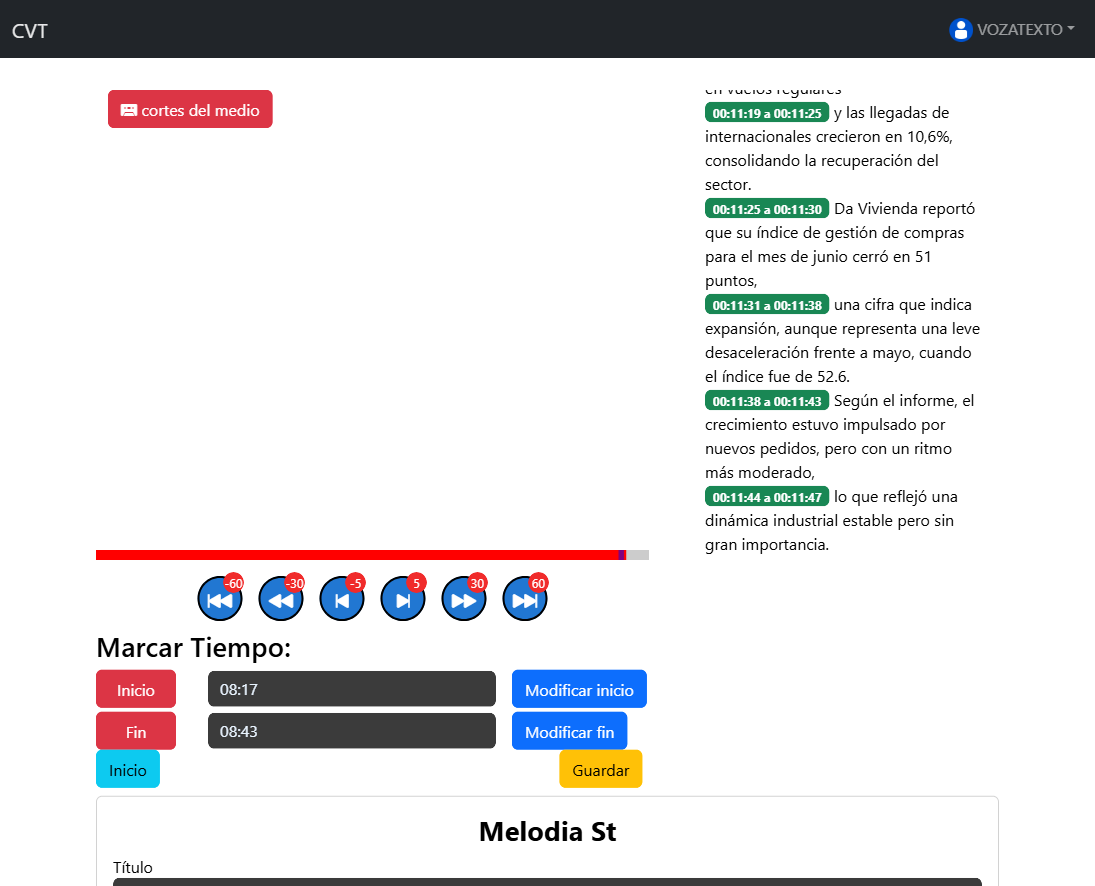 CVT
VOZATEXTO
cortes del medio
en vuelos regulares
00:11:19 a 00:11:25 y las llegadas de
internacionales crecieron en 10,6%,
consolidando la recuperación del
sector.
00:11:25 a 00:11:30 Da Vivienda reportó
que su índice de gestión de compras
para el mes de junio cerró en 51
puntos,
00:11:31 a 00:11:38 una cifra que indica
expansión, aunque representa una leve
desaceleración frente a mayo, cuando
el índice fue de 52.6.
00:11:38 a 00:11:43 Según el informe, el
crecimiento estuvo impulsado por
nuevos pedidos, pero con un ritmo
más moderado,
00:11:44 a 00:11:47 lo que reflejó una
dinámica industrial estable pero sin
gran importancia.
-60 -30 -5 5 30 60
Marcar Tiempo:
Inicio 08:17 Modificar inicio
Fin 08:43 Modificar fin
Inicio Guardar
Melodia St
Título